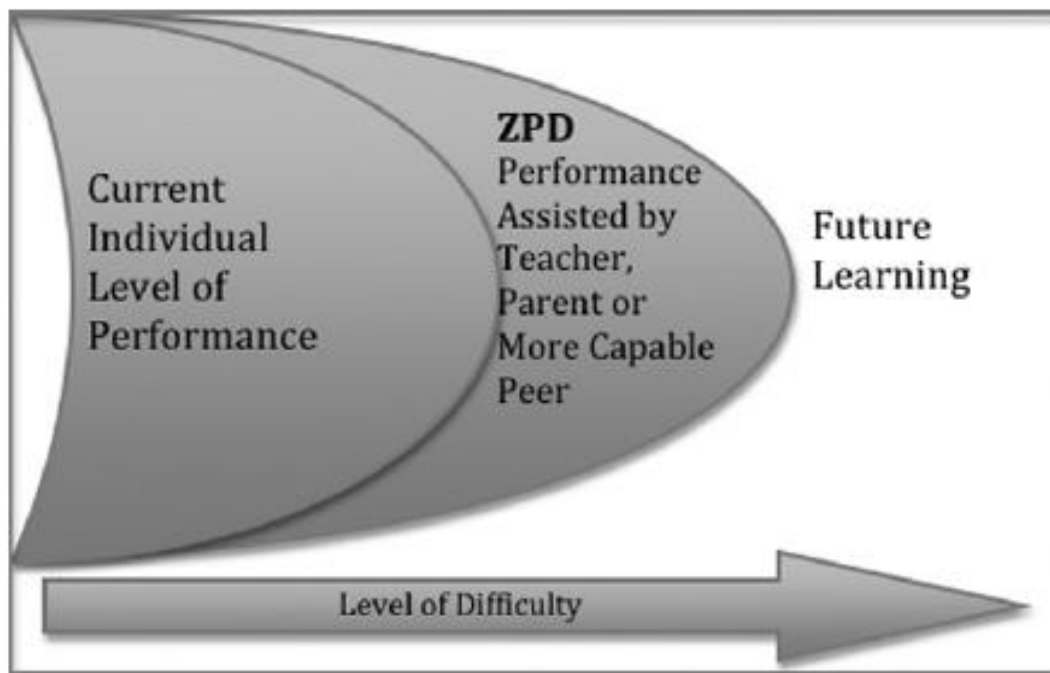 Current
Individual
Level of
Performance
ZPD
Performance
Assisted by
Teacher,
Parent or
More Capable
Peer
Future
Learning
Level of Difficulty